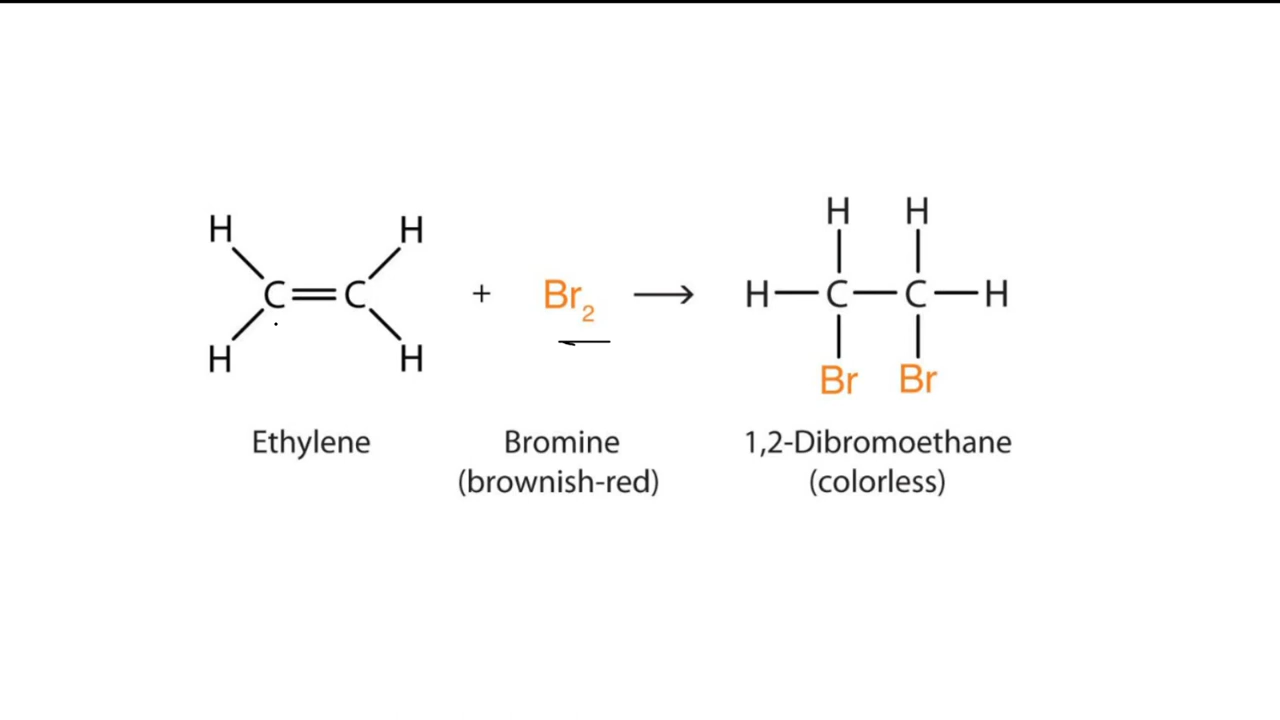 H H H H
C=C + Br2 → H—C—C—H
H H Br Br
Ethylene Bromine 1,2-Dibromoethane
(brownish-red) (colorless)